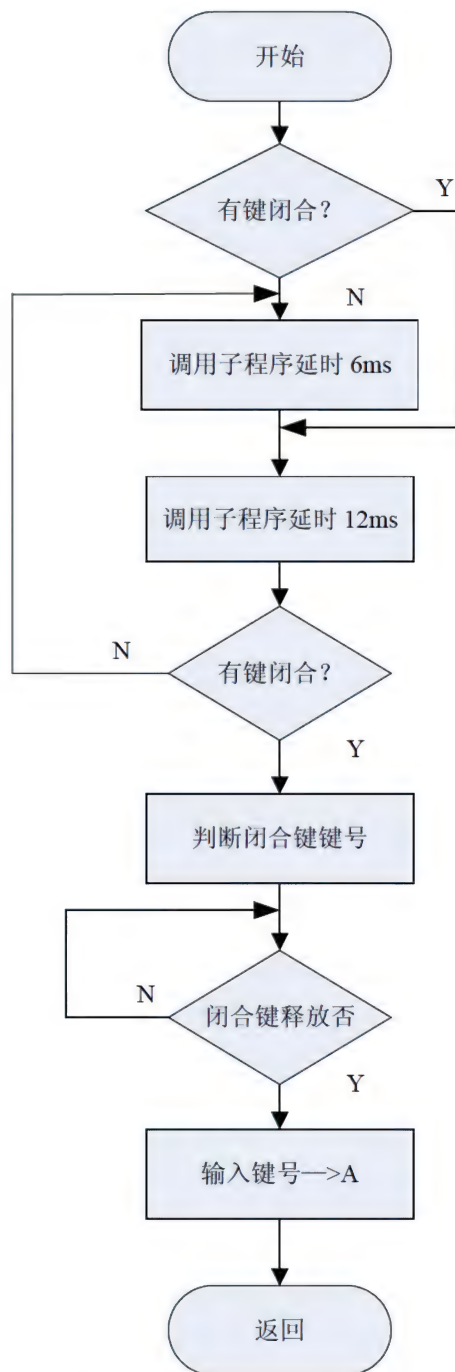 开始
有键闭合？
Y
N
调用子程序延时 6ms
调用子程序延时 12ms
有键闭合？
N
Y
判断闭合键键号
闭合键释放否
N
Y
输入键号—>A
返回